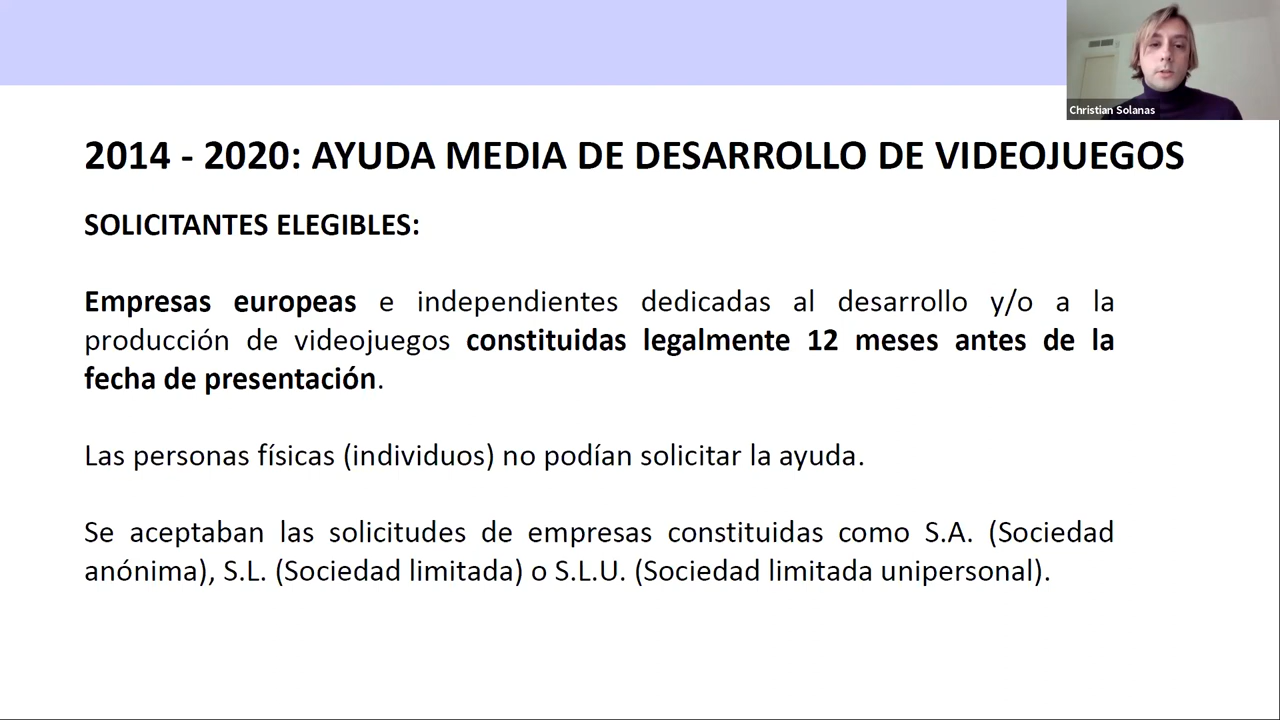 Christian Solanas
2014 - 2020: AYUDA MEDIA DE DESARROLLO DE VIDEOJUEGOS
SOLICITANTES ELEGIBLES:
Empresas europeas e independientes dedicadas al desarrollo y/o a la
producción de videojuegos constituidas legalmente 12 meses antes de la
fecha de presentación.
Las personas físicas (individuos) no podían solicitar la ayuda.
Se aceptaban las solicitudes de empresas constituidas como S.A. (Sociedad
anónima), S.L. (Sociedad limitada) o S.L.U. (Sociedad limitada unipersonal).